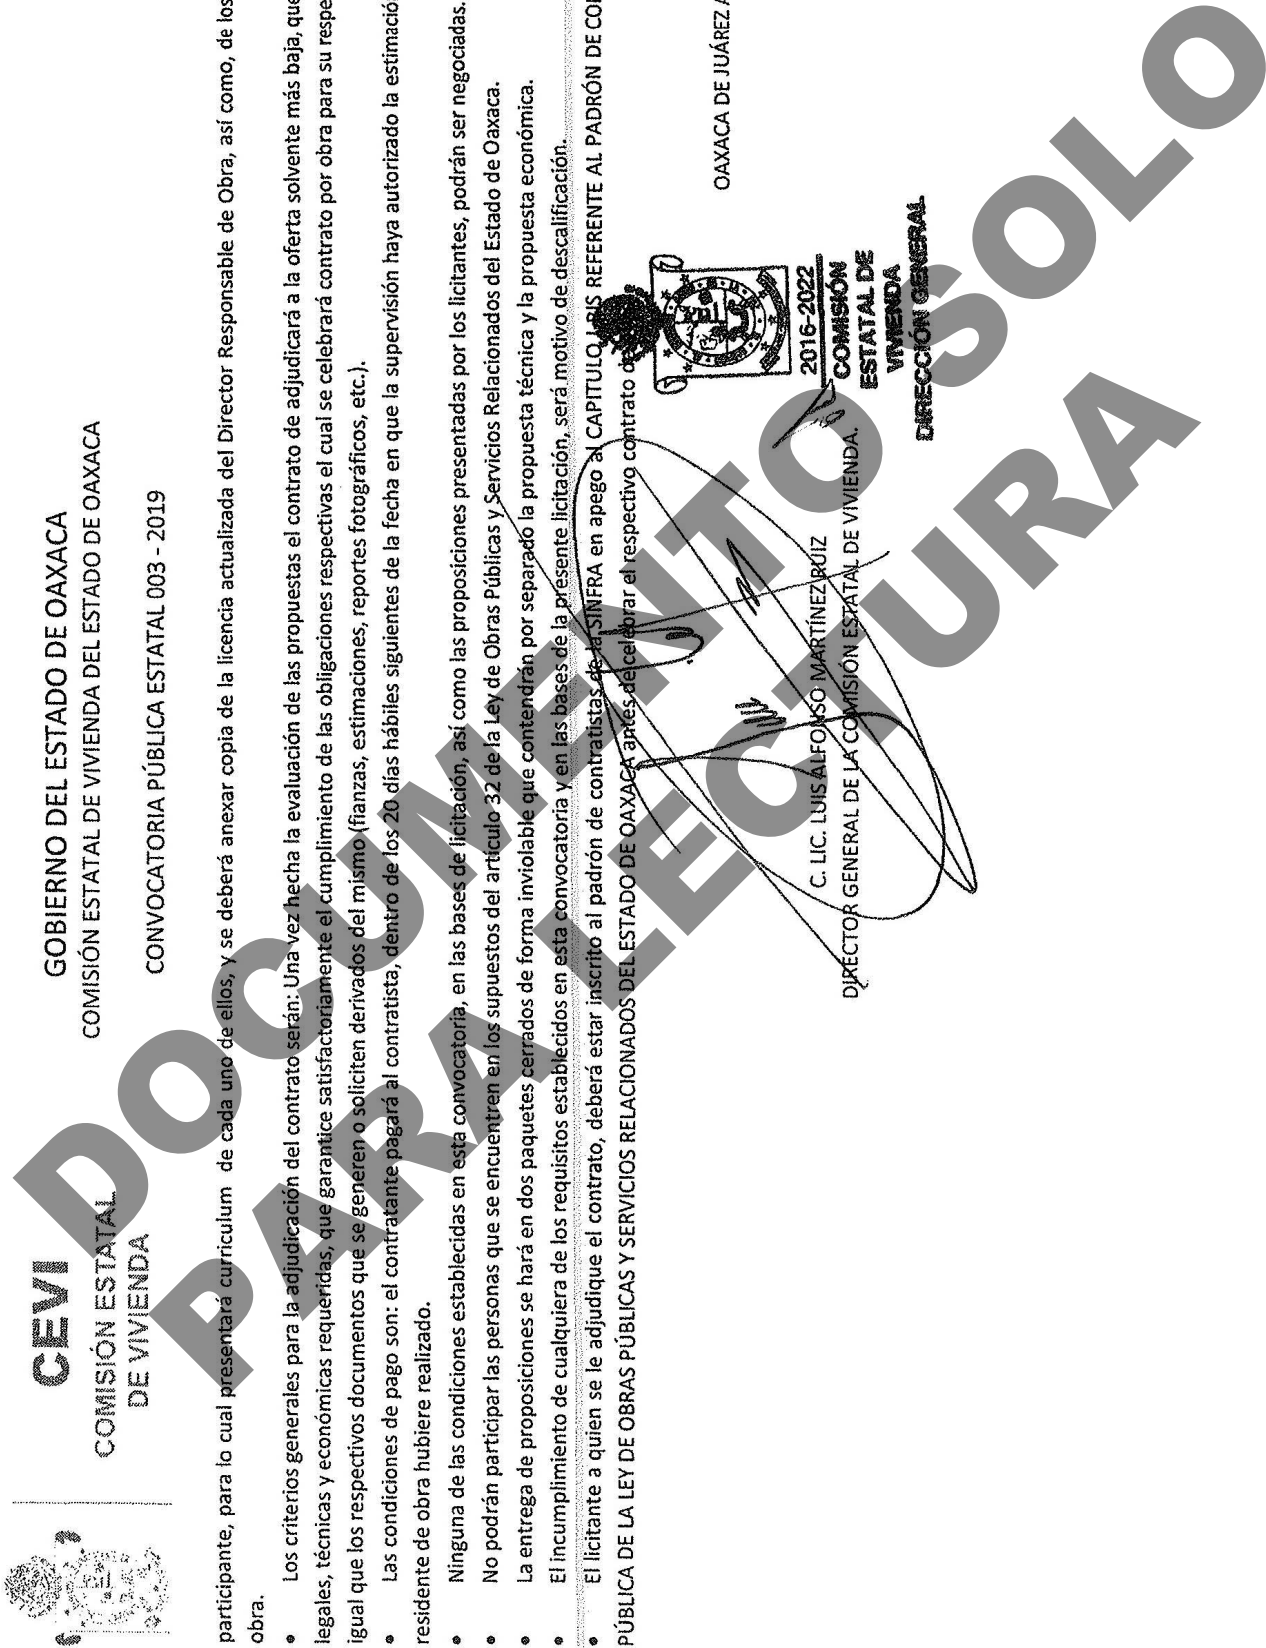 CEVI
COMISIÓN ESTATAL
DE VIVIENDA
GOBIERNO DEL ESTADO DE OAXACA
COMISIÓN ESTATAL DE VIVIENDA DEL ESTADO DE OAXACA
CONVOCATORIA PÚBLICA ESTATAL 003 - 2019
participante, para lo cual presentará curriculum de cada uno de ellos, y se deberá anexar copia de la licencia actualizada del Director Responsable de Obra, así como, de los
obra.
• Los criterios generales para la adjudicación del contrato serán: Una vez hecha la evaluación de las propuestas el contrato de adjudicará a la oferta solvente más baja, que
legales, técnicas y económicas requeridas, que garantice satisfactoriamente el cumplimiento de las obligaciones respectivas el cual se celebrará contrato por obra para su respe
igual que los respectivos documentos que se generen o soliciten derivados del mismo (fianzas, estimaciones, reportes fotográficos, etc.).
• Las condiciones de pago son: el contratante pagará al contratista, dentro de los 20 días hábiles siguientes de la fecha en que la supervisión haya autorizado la estimació
residente de obra hubiere realizado.
• Ninguna de las condiciones establecidas en esta convocatoria, en las bases de licitación, así como las proposiciones presentadas por los licitantes, podrán ser negociadas.
• No podrán participar las personas que se encuentren en los supuestos del artículo 32 de la Ley de Obras Públicas y Servicios Relacionados del Estado de Oaxaca.
• La entrega de proposiciones se hará en dos paquetes cerrados de forma inviolable que contendrán por separado la propuesta técnica y la propuesta económica.
• El incumplimiento de cualquiera de los requisitos establecidos en esta convocatoria y en las bases de la presente licitación, será motivo de descalificación.
• El licitante a quien se le adjudique el contrato, deberá estar inscrito al padrón de contratistas de la SINFRA en apego al CAPITULO I BIS REFERENTE AL PADRÓN DE CO
PÚBLICA DE LA LEY DE OBRAS PÚBLICAS Y SERVICIOS RELACIONADOS DEL ESTADO DE OAXACA antes de celebrar el respectivo contrato d
OAXACA DE JUÁREZ A
C. LIC. LUIS ALFONSO MARTÍNEZ RUIZ
DIRECTOR GENERAL DE LA COMISIÓN ESTATAL DE VIVIENDA.
2016-2022
COMISIÓN
ESTATAL DE
VIVIENDA
DIRECCIÓN GENERAL
DOCUMENTO SOLO
PARA LECTURA